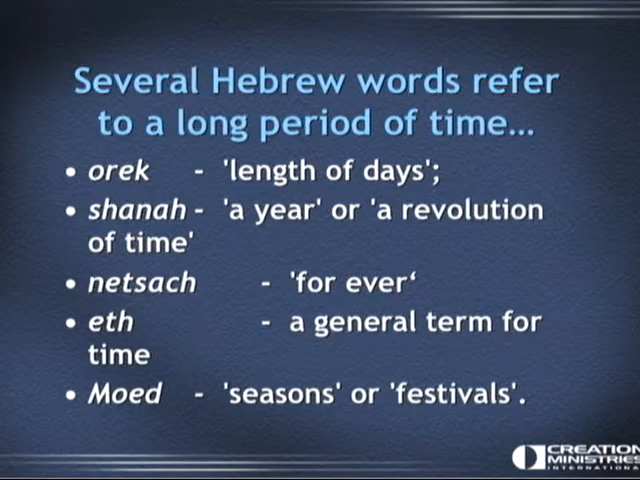 Several Hebrew words refer
to a long period of time...
• orek - 'length of days';
• shanah - 'a year' or 'a revolution
of time'
• netsach - 'for ever‘
• eth - a general term for
time
• Moed - 'seasons' or 'festivals'.
CREATION
MINISTRIES
INTERNATIONAL